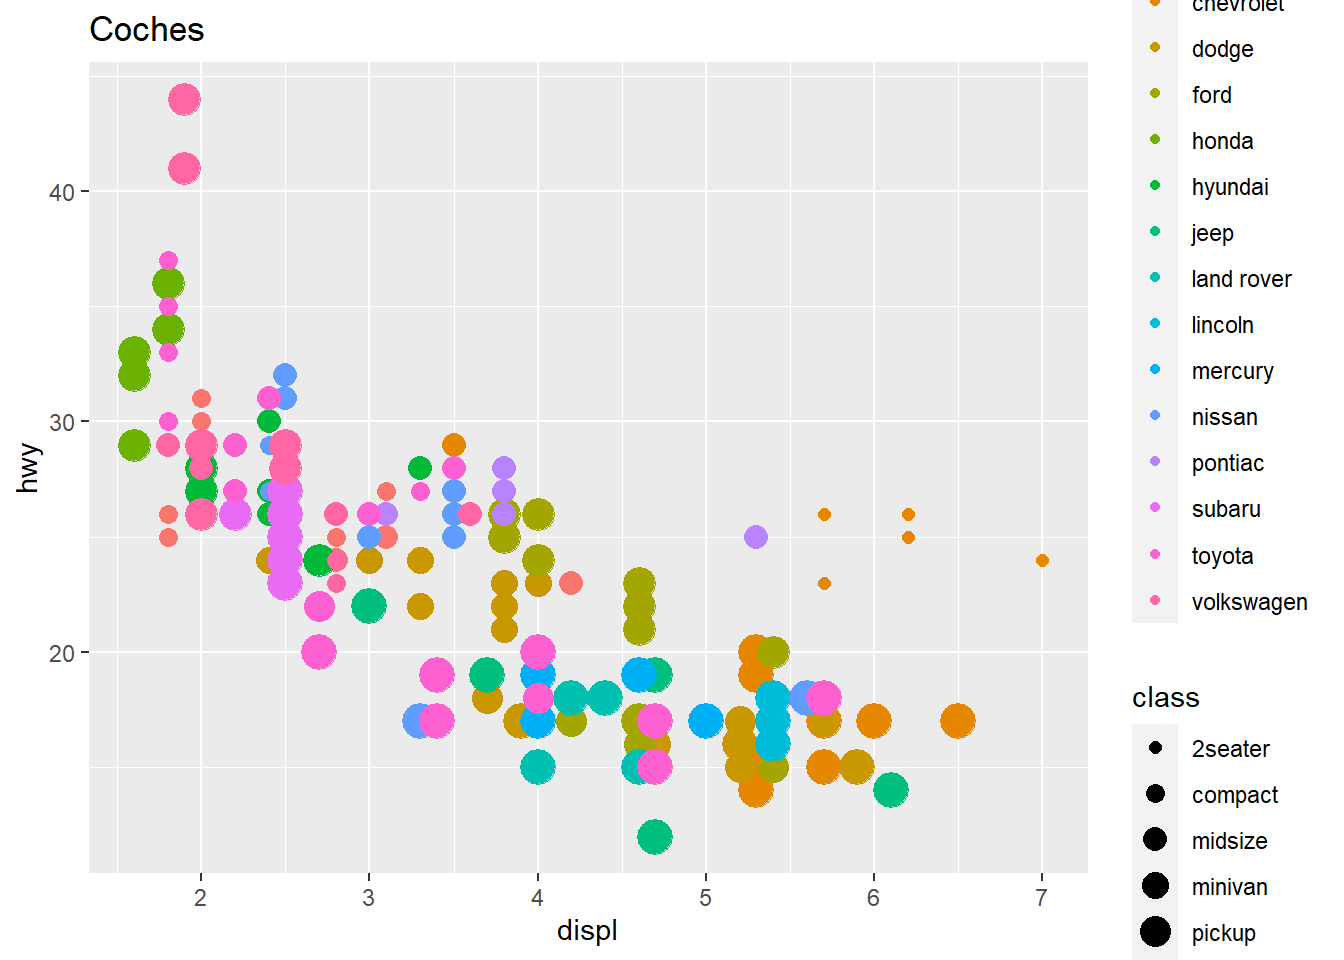 Coches
hwy
40
30
20
2 3 4 5 6 7
displ
chevrolet
dodge
ford
honda
hyundai
jeep
land rover
lincoln
mercury
nissan
pontiac
subaru
toyota
volkswagen
class
2seater
compact
midsize
minivan
pickup